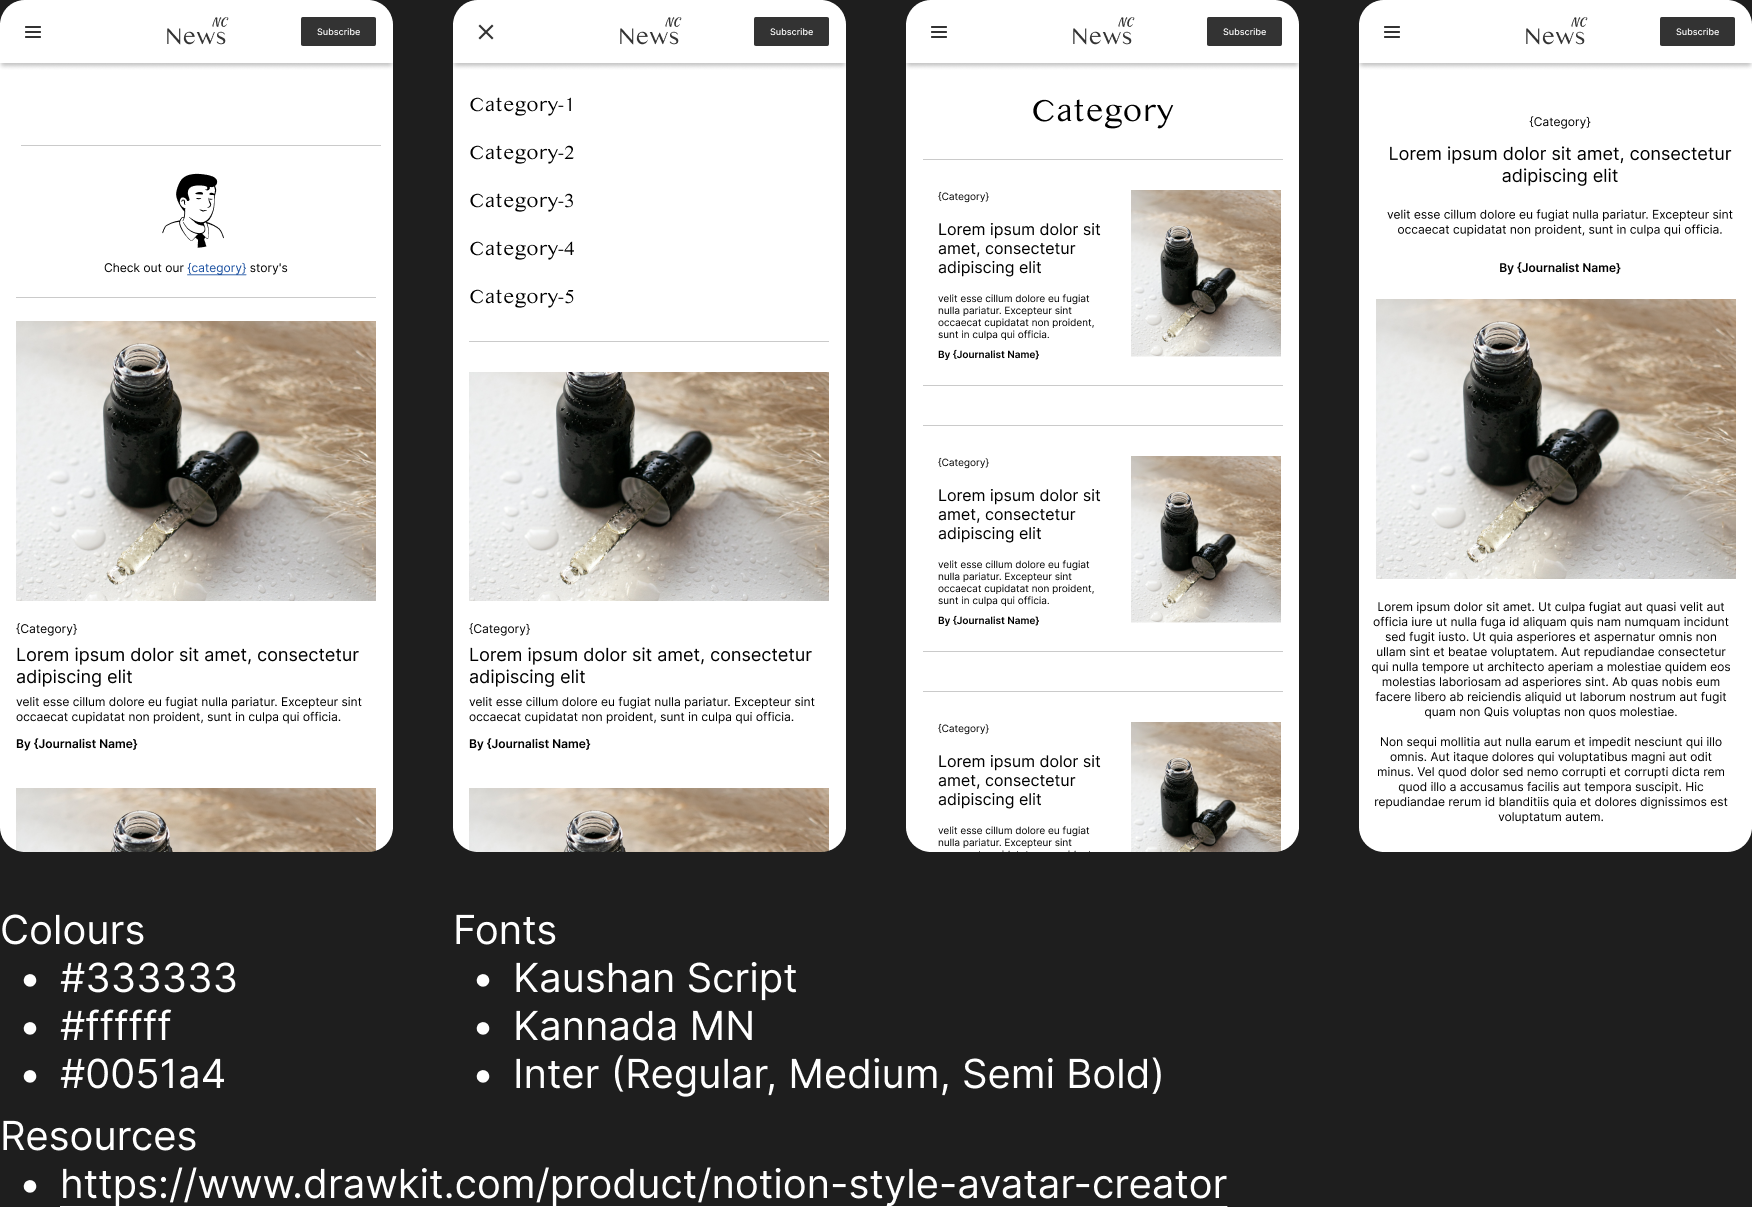 NC
News
Subscribe
Check out our {category} story's
{Category}
Lorem ipsum dolor sit amet, consectetur
adipiscing elit
velit esse cillum dolore eu fugiat nulla pariatur. Excepteur sint
occaecat cupidatat non proident, sunt in culpa qui officia.
By {Journalist Name}
NC
News
Subscribe
Category-1
Category-2
Category-3
Category-4
Category-5
{Category}
Lorem ipsum dolor sit amet, consectetur
adipiscing elit
velit esse cillum dolore eu fugiat nulla pariatur. Excepteur sint
occaecat cupidatat non proident, sunt in culpa qui officia.
By {Journalist Name}
NC
News
Subscribe
Category
{Category}
Lorem ipsum dolor sit
amet, consectetur
adipiscing elit
velit esse cillum dolore eu fugiat
nulla pariatur. Excepteur sint
occaecat cupidatat non proident,
sunt in culpa qui officia.
By {Journalist Name}
{Category}
Lorem ipsum dolor sit
amet, consectetur
adipiscing elit
velit esse cillum dolore eu fugiat
nulla pariatur. Excepteur sint
occaecat cupidatat non proident,
sunt in culpa qui officia.
By {Journalist Name}
{Category}
Lorem ipsum dolor sit
amet, consectetur
adipiscing elit
velit esse cillum dolore eu fugiat
nulla pariatur. Excepteur sint
NC
News
Subscribe
{Category}
Lorem ipsum dolor sit amet, consectetur
adipiscing elit
velit esse cillum dolore eu fugiat nulla pariatur. Excepteur sint
occaecat cupidatat non proident, sunt in culpa qui officia.
By {Journalist Name}
Lorem ipsum dolor sit amet. Ut culpa fugiat aut quasi velit aut
officia iure ut nulla fuga id aliquam quis nam numquam incidunt
sed fugit iusto. Ut quia asperiores et aspernatur omnis non
ullam sint et beatae voluptatem. Aut repudiandae consectetur
qui nulla tempore ut architecto aperiam a molestiae quidem eos
molestias laboriosam ad asperiores sint. Ab quas nobis eum
facere libero ab reiciendis aliquid ut laborum nostrum aut fugit
quam non Quis voluptas non quos molestiae.
Non sequi mollitia aut nulla earum et impedit nesciunt qui illo
omnis. Aut itaque dolores qui voluptatibus magni aut odit
minus. Vel quod dolor sed nemo corrupti et corrupti dicta rem
quod illo a accusamus facilis aut tempora suscipit. Hic
repudiandae rerum id blanditiis quia et dolores dignissimos est
voluptatum autem.
Colours
• #333333
• #ffffff
• #0051a4
Fonts
• Kaushan Script
• Kannada MN
• Inter (Regular, Medium, Semi Bold)
Resources
• https://www.drawkit.com/product/notion-style-avatar-creator